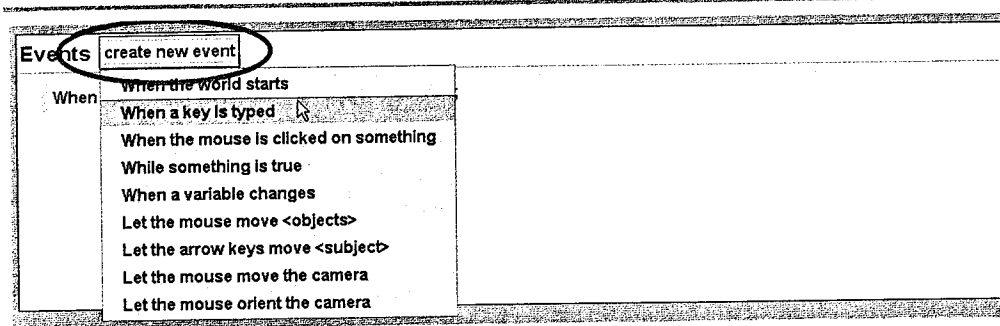 Events create new event
When the world starts
When
When a key is typed
When the mouse is clicked on something
While something is true
When a variable changes
Let the mouse move <objects>
Let the arrow keys move <subject>
Let the mouse move the camera
Let the mouse orient the camera